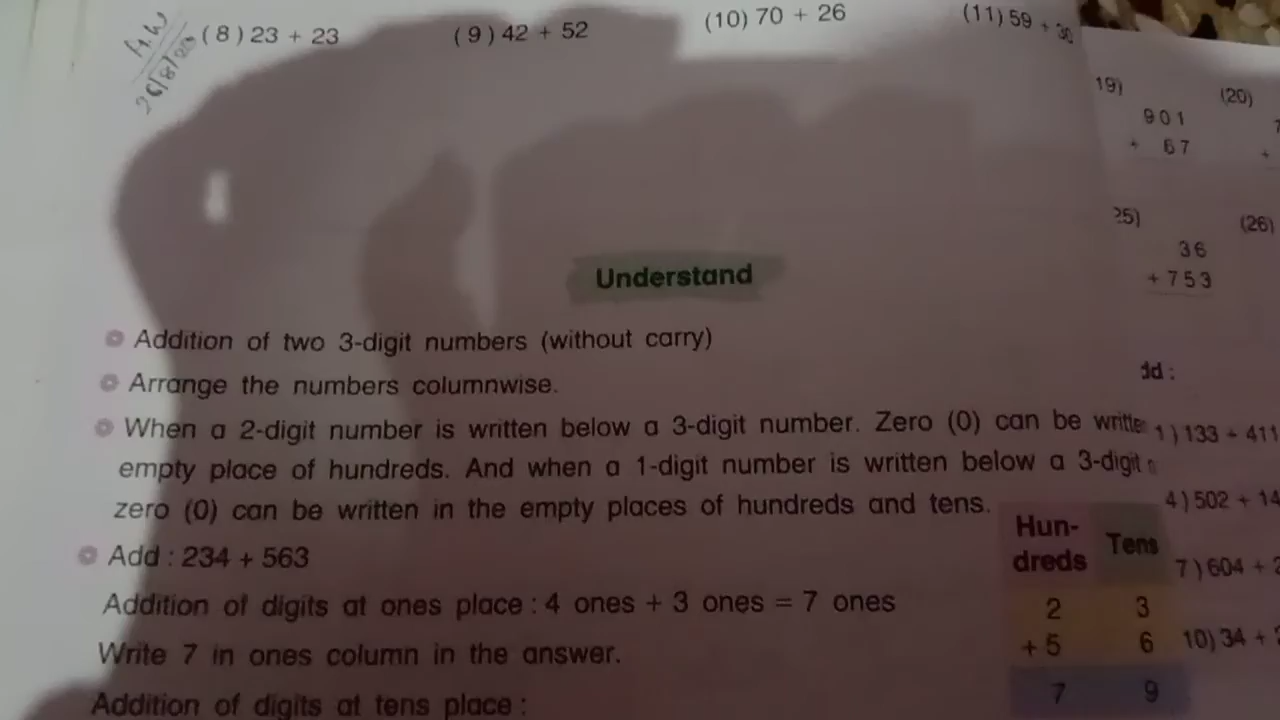 H.W
(8) 23 + 23 (9) 42 + 52 (10) 70 + 26 (11) 59 + 30
Understand
Addition of two 3-digit numbers (without carry)
Arrange the numbers columnwise.
When a 2-digit number is written below a 3-digit number. Zero (0) can be writte
empty place of hundreds. And when a 1-digit number is written below a 3-digit
zero (0) can be written in the empty places of hundreds and tens.
Add : 234 + 563
Addition of digits at ones place : 4 ones + 3 ones = 7 ones
Write 7 in ones column in the answer.
Addition of digits at tens place :
Hun-
dreds Tens
2 3
+ 5 6
7 9
19) (20)
901
+ 67 +
25) (26)
36
+ 753
dd :
1) 133 + 411
4) 502 + 14
7) 604 + 2
10) 34 +